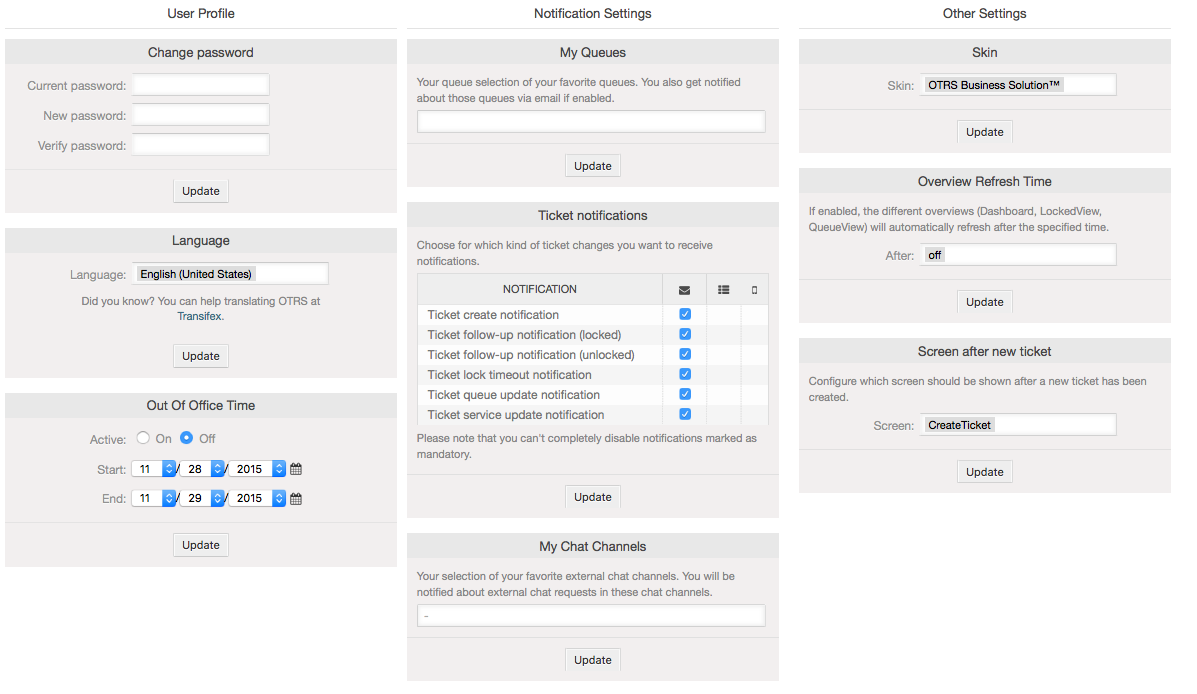 User Profile
Change password
Current password:
New password:
Verify password:
Update
Language
Language: English (United States)
Did you know? You can help translating OTRS at
Transifex.
Update
Out Of Office Time
Active: On Off
Start: 11 / 28 / 2015
End: 11 / 29 / 2015
Update
Notification Settings
My Queues
Your queue selection of your favorite queues. You also get notified
about those queues via email if enabled.
Update
Ticket notifications
Choose for which kind of ticket changes you want to receive
notifications.
NOTIFICATION
Ticket create notification
Ticket follow-up notification (locked)
Ticket follow-up notification (unlocked)
Ticket lock timeout notification
Ticket queue update notification
Ticket service update notification
Please note that you can't completely disable notifications marked as
mandatory.
Update
My Chat Channels
Your selection of your favorite external chat channels. You will be
notified about external chat requests in these chat channels.
-
Update
Other Settings
Skin
Skin: OTRS Business Solution™
Update
Overview Refresh Time
If enabled, the different overviews (Dashboard, LockedView,
QueueView) will automatically refresh after the specified time.
After: off
Update
Screen after new ticket
Configure which screen should be shown after a new ticket has been
created.
Screen: CreateTicket
Update